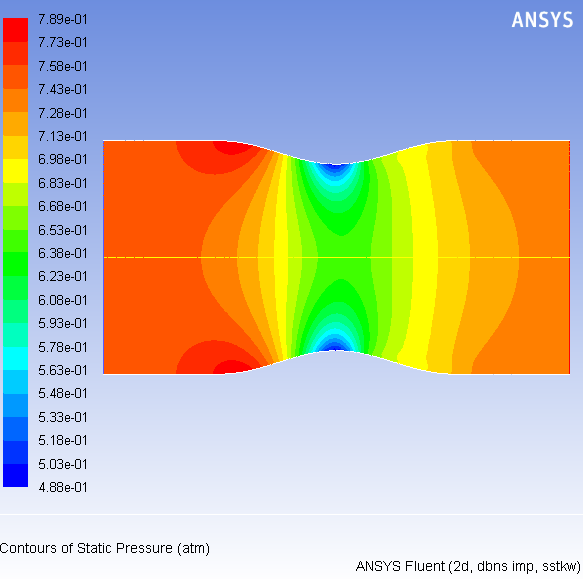 ANSYS
7.89e-01
7.73e-01
7.58e-01
7.43e-01
7.28e-01
7.13e-01
6.98e-01
6.83e-01
6.68e-01
6.53e-01
6.38e-01
6.23e-01
6.08e-01
5.93e-01
5.78e-01
5.63e-01
5.48e-01
5.33e-01
5.18e-01
5.03e-01
4.88e-01
Contours of Static Pressure (atm)
ANSYS Fluent (2d, dbns imp, sstkw)